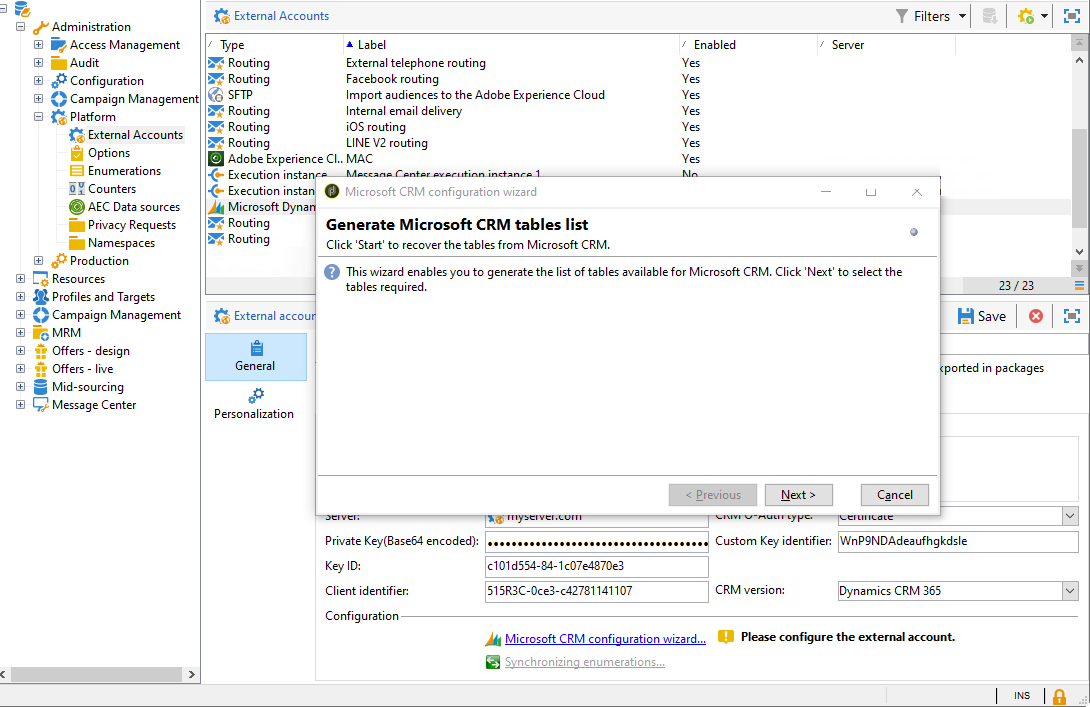 Administration
Access Management
Audit
Configuration
Campaign Management
Platform
External Accounts
Options
Enumerations
Counters
AEC Data sources
Privacy Requests
Namespaces
Production
Resources
Profiles and Targets
Campaign Management
MRM
Offers - design
Offers - live
Mid-sourcing
Message Center
External Accounts
Filters
Type Label Enabled Server
Routing External telephone routing Yes
Routing Facebook routing Yes
SFTP Import audiences to the Adobe Experience Cloud Yes
Routing Internal email delivery Yes
Routing iOS routing Yes
Routing LINE V2 routing Yes
Adobe Experience Cl... MAC Yes
Execution instance Message Center execution instance 1 No
Execution instan
Microsoft Dynam
Routing
Routing
23 / 23
Microsoft CRM configuration wizard
Generate Microsoft CRM tables list
Click 'Start' to recover the tables from Microsoft CRM.
This wizard enables you to generate the list of tables available for Microsoft CRM. Click 'Next' to select the
tables required.
< Previous Next > Cancel
External accoun
Save
General
Personalization
xported in packages
Server: myserver.com CRM O-Auth type: Certificate
Private Key(Base64 encoded): Custom Key identifier: WnP9NDAdeaufhgkdsle
Key ID: c101d554-84-1c07e4870e3
Client identifier: 515R3C-0ce3-c42781141107 CRM version: Dynamics CRM 365
Configuration
Microsoft CRM configuration wizard... Please configure the external account.
Synchronizing enumerations...
INS